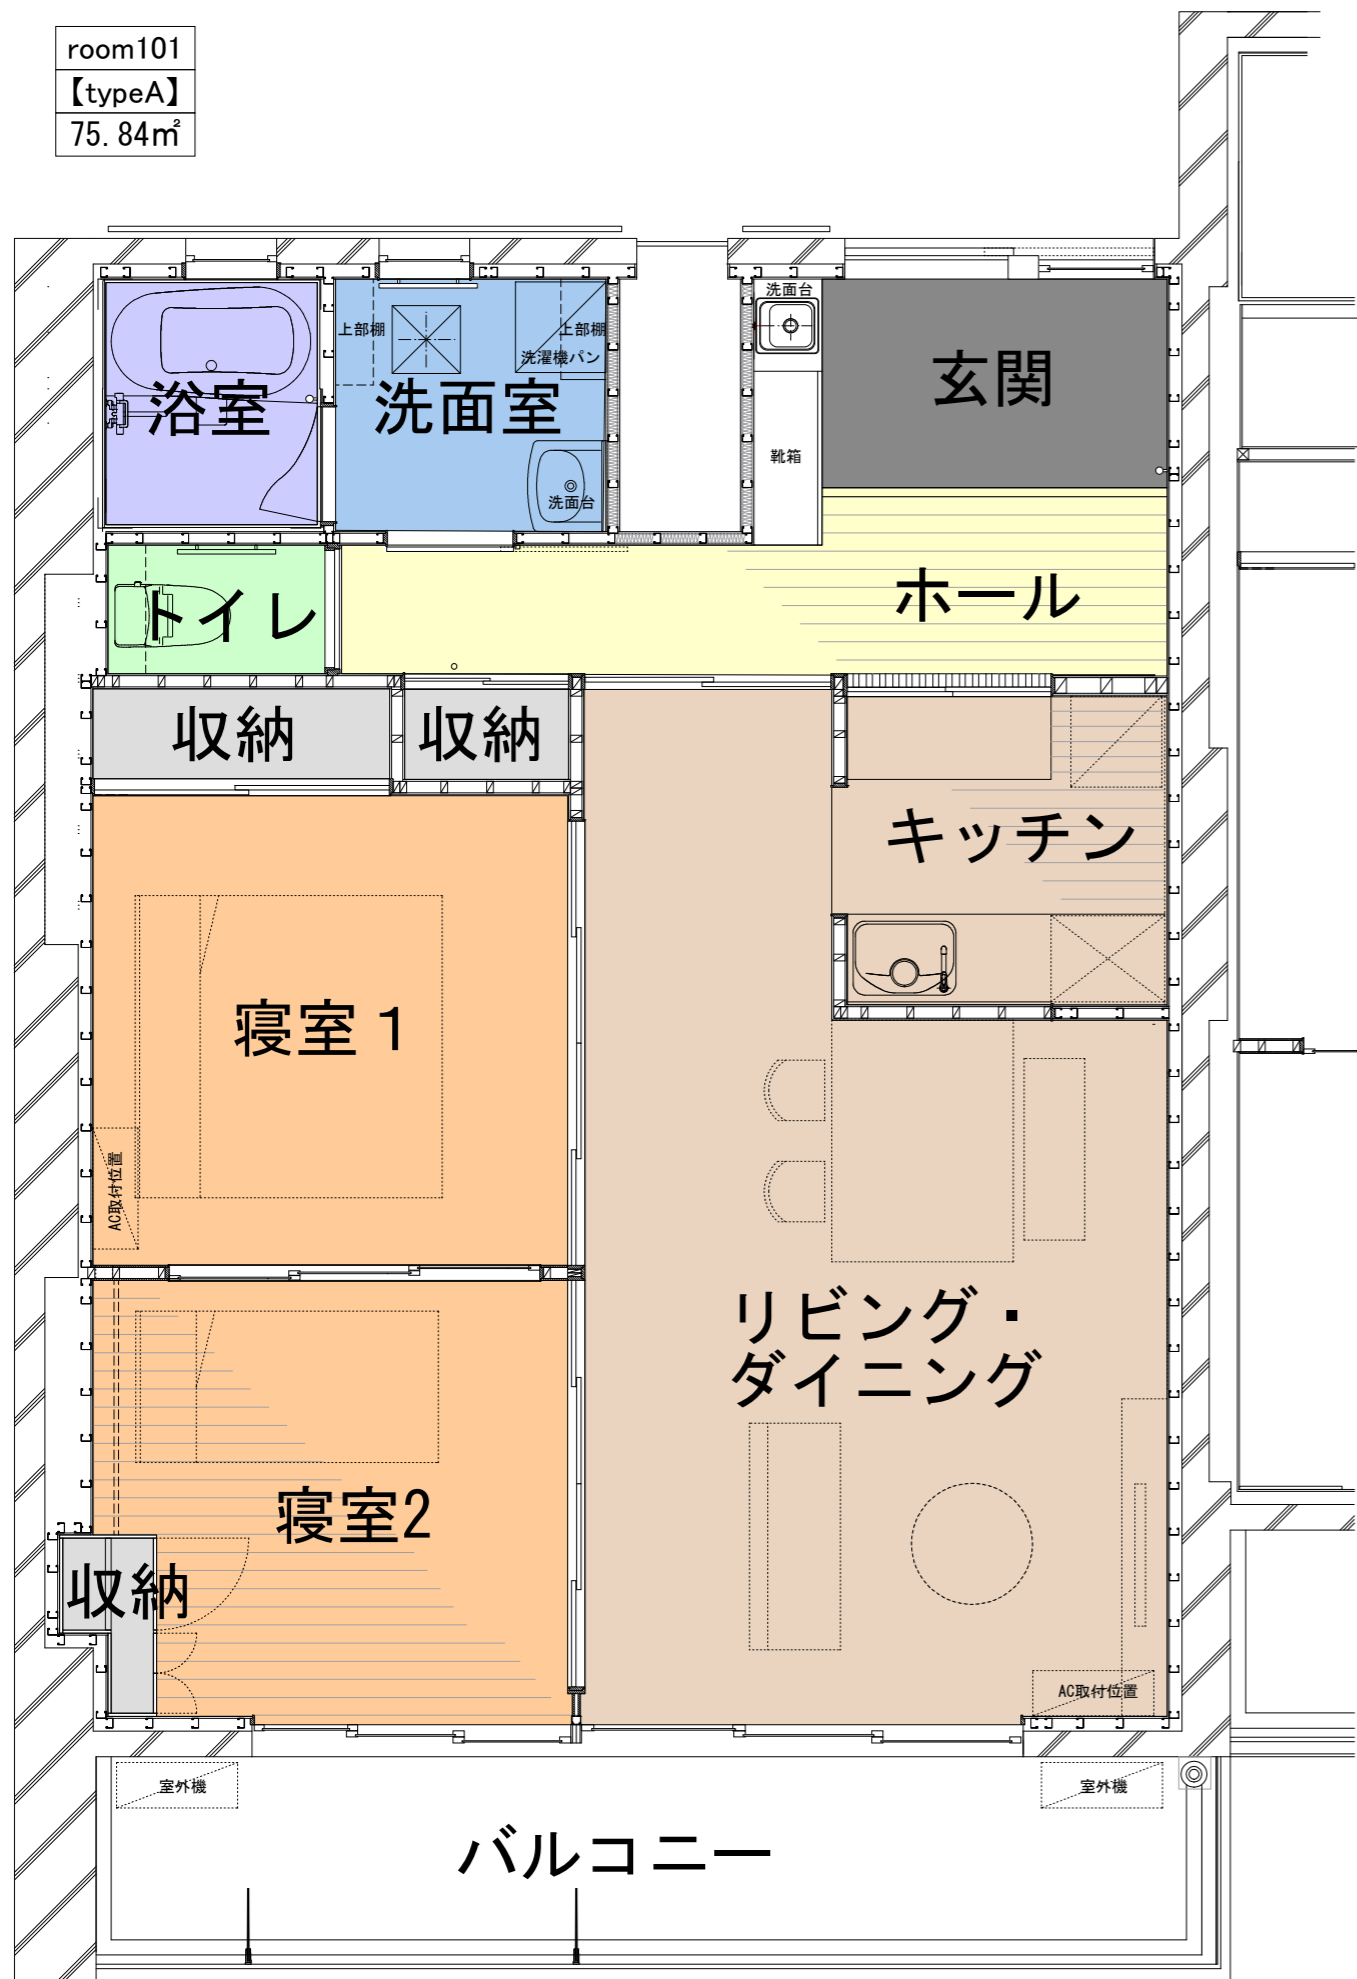 room101
【typeA】
75.84㎡
洗面台
上部棚
上部棚
洗濯機パン
浴室
洗面室
玄関
靴箱
洗面台
トイレ
ホール
収納
収納
キッチン
寝室１
AC取付位置
リビング・
ダイニング
寝室2
収納
AC取付位置
室外機
室外機
バルコニー